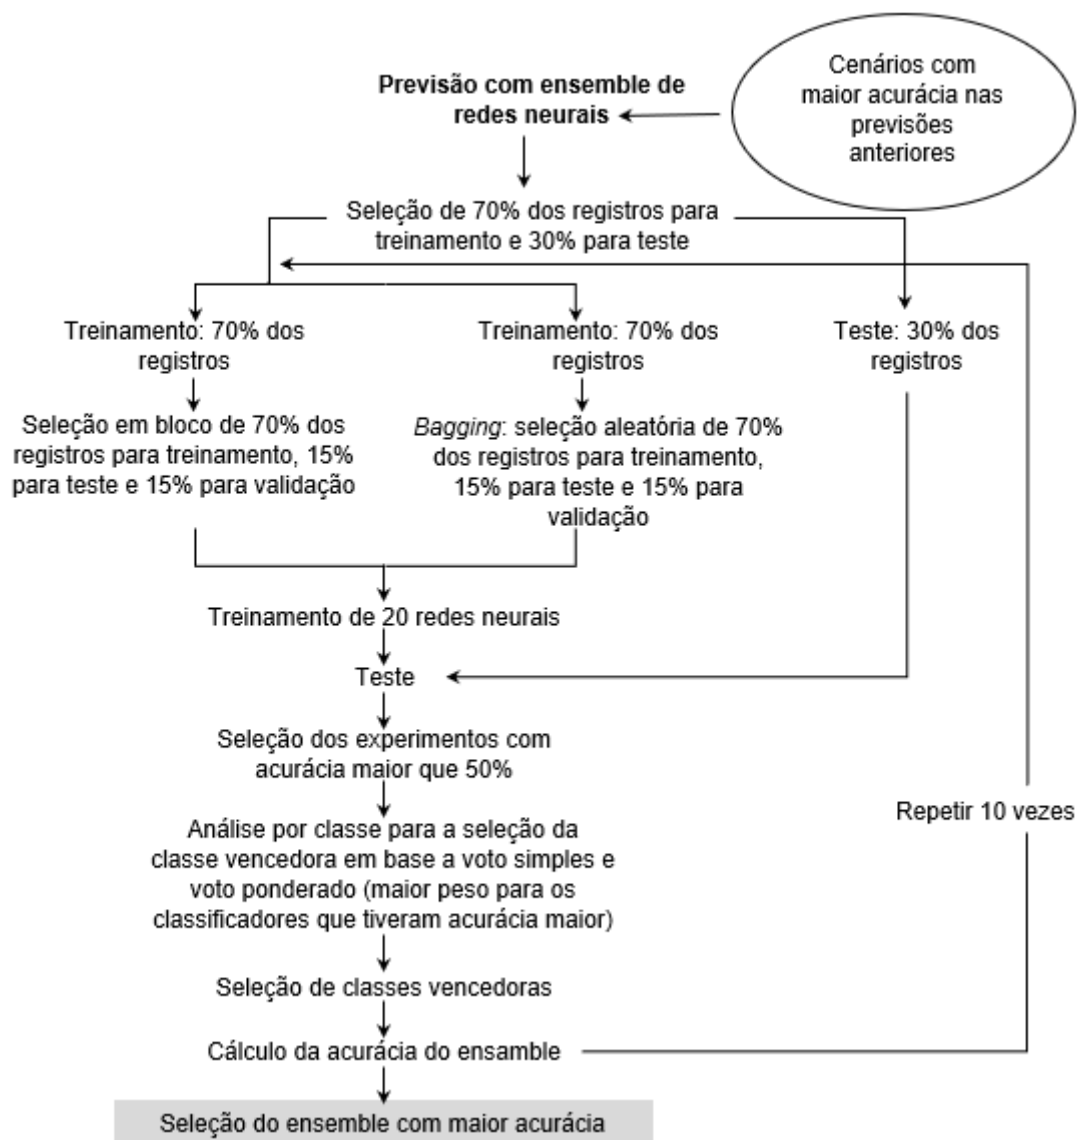 Previsão com ensemble de
redes neurais
Cenários com
maior acurácia nas
previsões
anteriores
Seleção de 70% dos registros para
treinamento e 30% para teste
Treinamento: 70% dos
registros
Treinamento: 70% dos
registros
Teste: 30% dos
registros
Seleção em bloco de 70% dos
registros para treinamento, 15%
para teste e 15% para validação
Bagging: seleção aleatória de 70%
dos registros para treinamento,
15% para teste e 15% para
validação
Treinamento de 20 redes neurais
Teste
Seleção dos experimentos com
acurácia maior que 50%
Repetir 10 vezes
Análise por classe para a seleção da
classe vencedora em base a voto simples e
voto ponderado (maior peso para os
classificadores que tiveram acurácia maior)
Seleção de classes vencedoras
Cálculo da acurácia do ensamble
Seleção do ensemble com maior acurácia